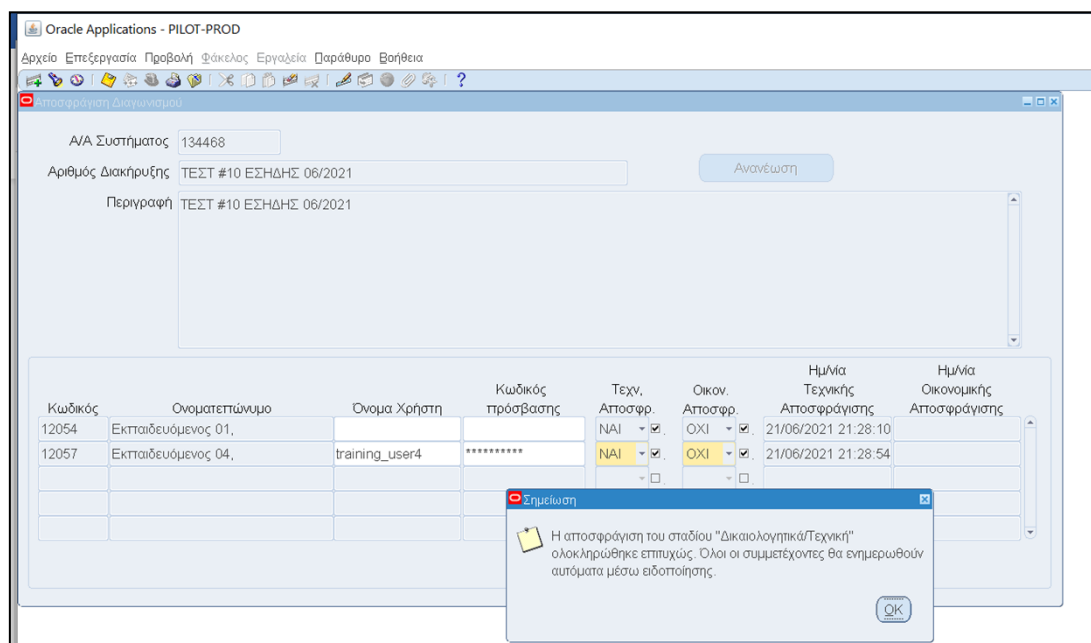 Oracle Applications - PILOT-PROD
Αρχείο Επεξεργασία Προβολή Φάκελος Εργαλεία Παράθυρο Βοήθεια
Αποσφράγιση Διαγωνισμού
Α/Α Συστήματος 134468
Αριθμός Διακήρυξης ΤΕΣΤ #10 ΕΣΗΔΗΣ 06/2021 Ανανέωση
Περιγραφή ΤΕΣΤ #10 ΕΣΗΔΗΣ 06/2021
Ημ/νία Ημ/νία
Κωδικός Τεχν, Οικον. Τεχνικής Οικονομικής
Κωδικός Ονοματεπώνυμο Όνομα Χρήστη πρόσβασης Αποσφρ. Αποσφρ. Αποσφράγισης Αποσφράγισης
12054 Εκπαιδευόμενος 01, ΝΑΙ ΟΧΙ 21/06/2021 21:28:10
12057 Εκπαιδευόμενος 04, training_user4 ********** ΝΑΙ ΟΧΙ 21/06/2021 21:28:54
Σημείωση
Η αποσφράγιση του σταδίου "Δικαιολογητικά/Τεχνική"
ολοκληρώθηκε επιτυχώς. Όλοι οι συμμετέχοντες θα ενημερωθούν
αυτόματα μέσω ειδοποίησης.
OK